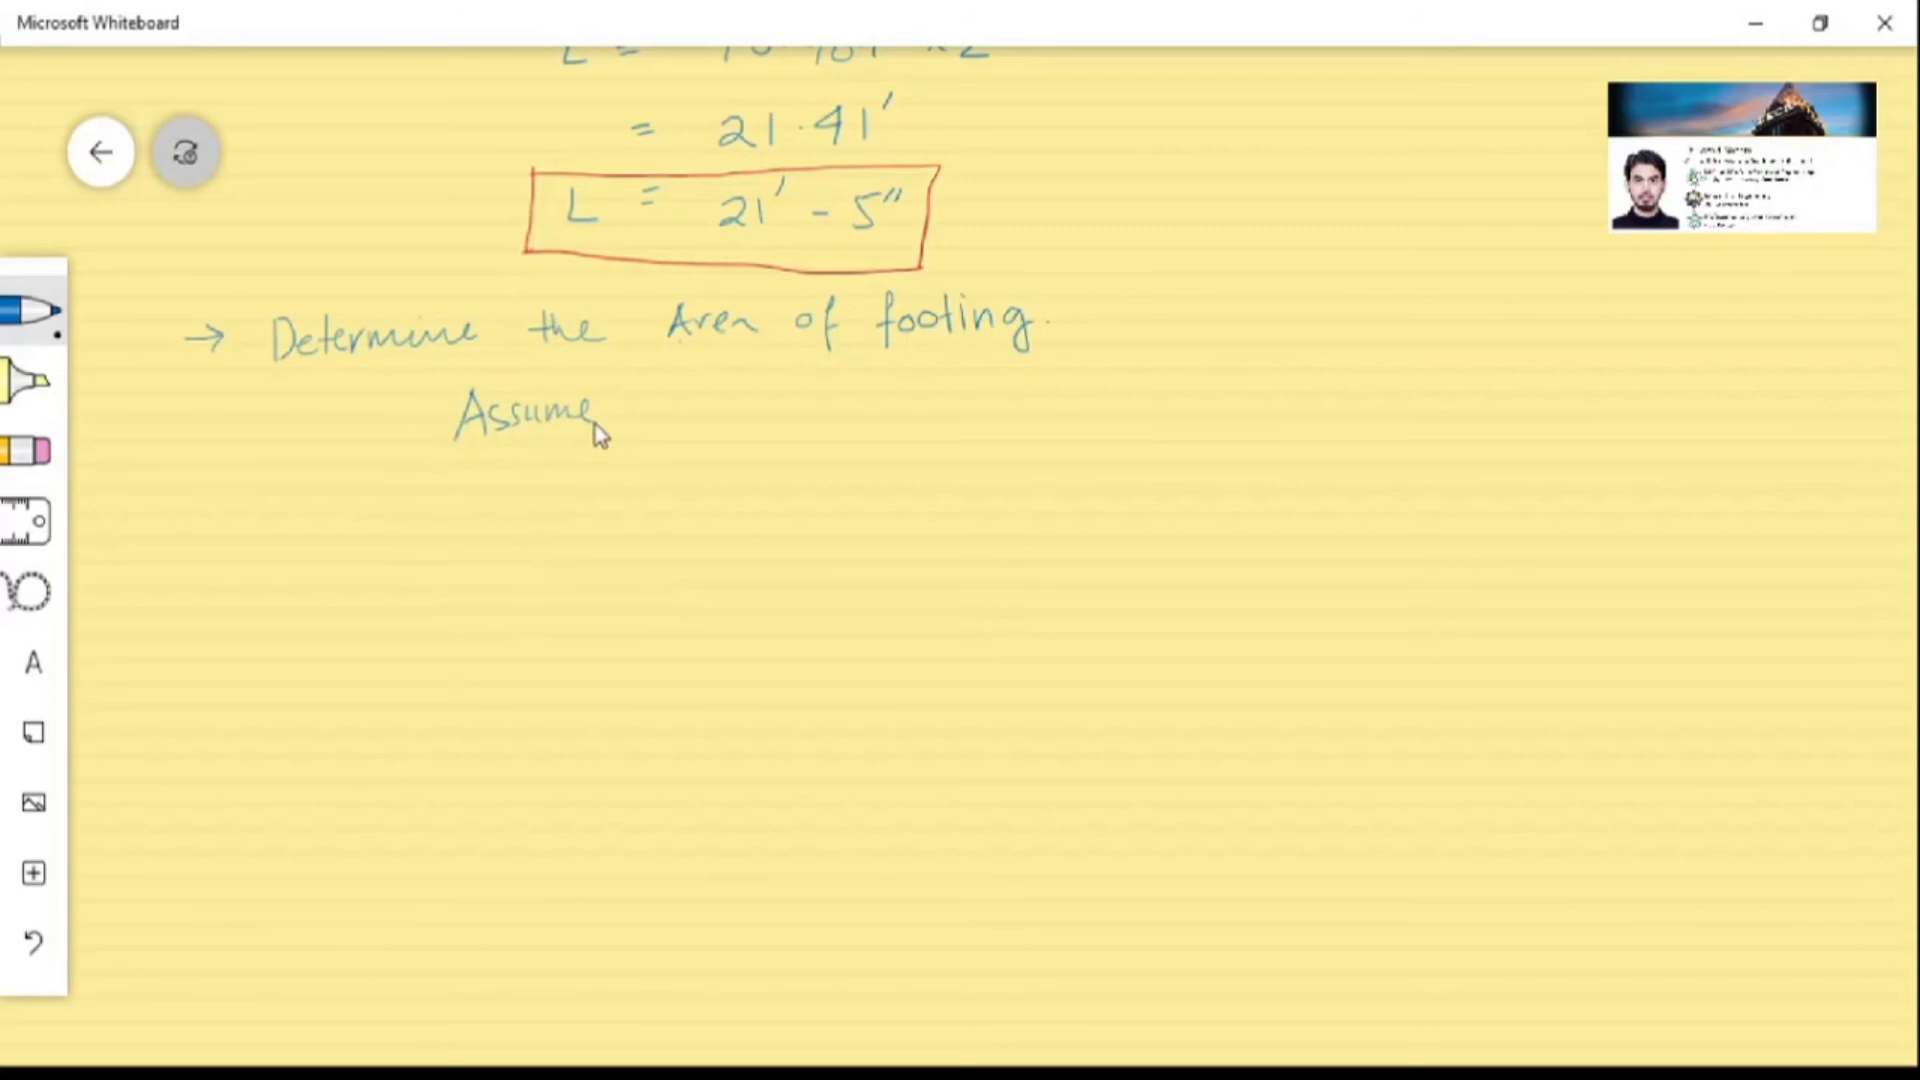 Microsoft Whiteboard
= 21.41'
L = 21' - 5"
→ Determine the Area of footing.
Assume
A